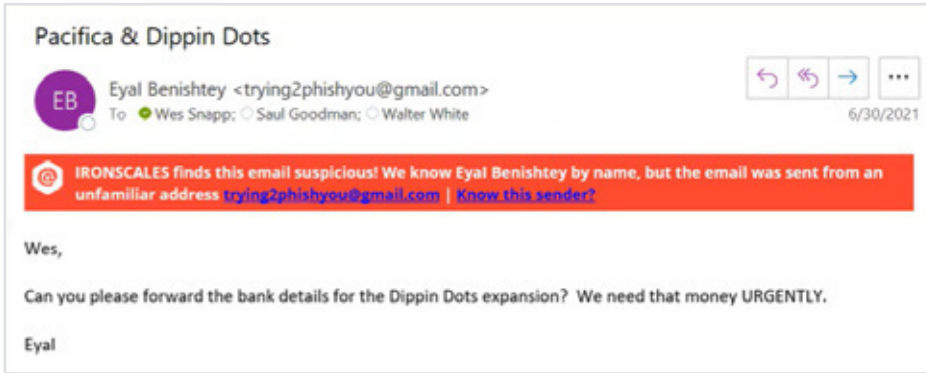 Pacifica & Dippin Dots
EB
Eyal Benishtey <trying2phishyou@gmail.com>
To Wes Snapp; Saul Goodman; Walter White
6/30/2021
@ IRONSCALES finds this email suspicious! We know Eyal Benishtey by name, but the email was sent from an
unfamiliar address trying2phishyou@gmail.com | Know this sender?
Wes,
Can you please forward the bank details for the Dippin Dots expansion? We need that money URGENTLY.
Eyal